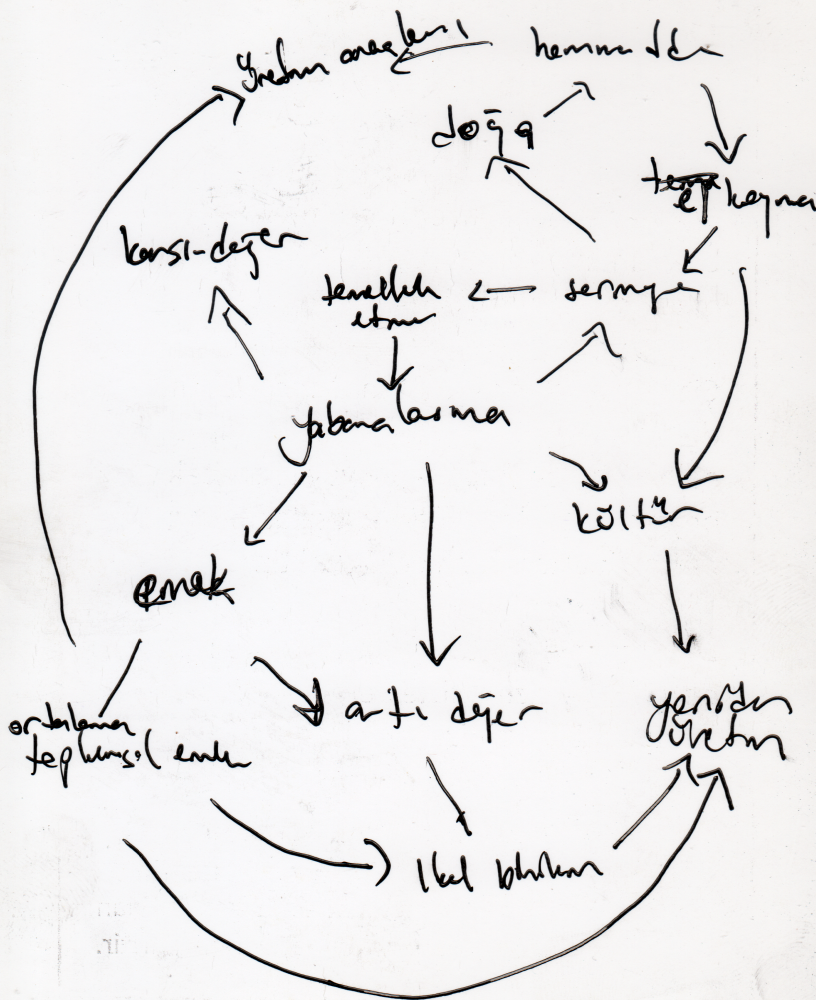 üretim araçları
hammadde
doğa
karşı-değer
temellük
etme
sermaye
yabancılaşma
kültür
emek
ortalama
toplumsal emek
artı değer
yeniden
üretim
ilkel birikim